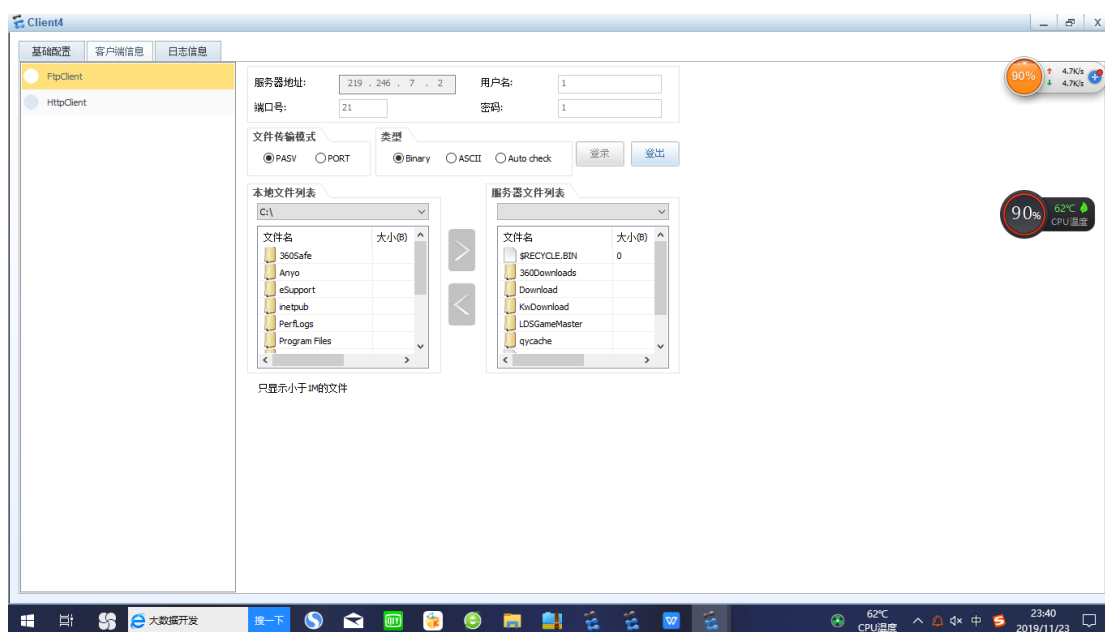 Client4
基础配置 客户端信息 日志信息
FtpClient
HttpClient
服务器地址: 219 . 246 . 7 . 2 用户名: 1
端口号: 21 密码: 1
文件传输模式 类型
PASV PORT Binary ASCII Auto check 登录 登出
本地文件列表 服务器文件列表
C:\
文件名 大小(B) 文件名 大小(B)
360Safe $RECYCLE.BIN 0
Anyo 360Downloads
eSupport Download
inetpub KwDownload
PerfLogs LDSGameMaster
Program Files qycache
只显示小于1M的文件
90% 4.7K/s
4.7K/s
90% 62℃
CPU温度
大数据开发 搜一下 iQIYI W 62℃ 中 23:40
CPU温度 2019/11/23